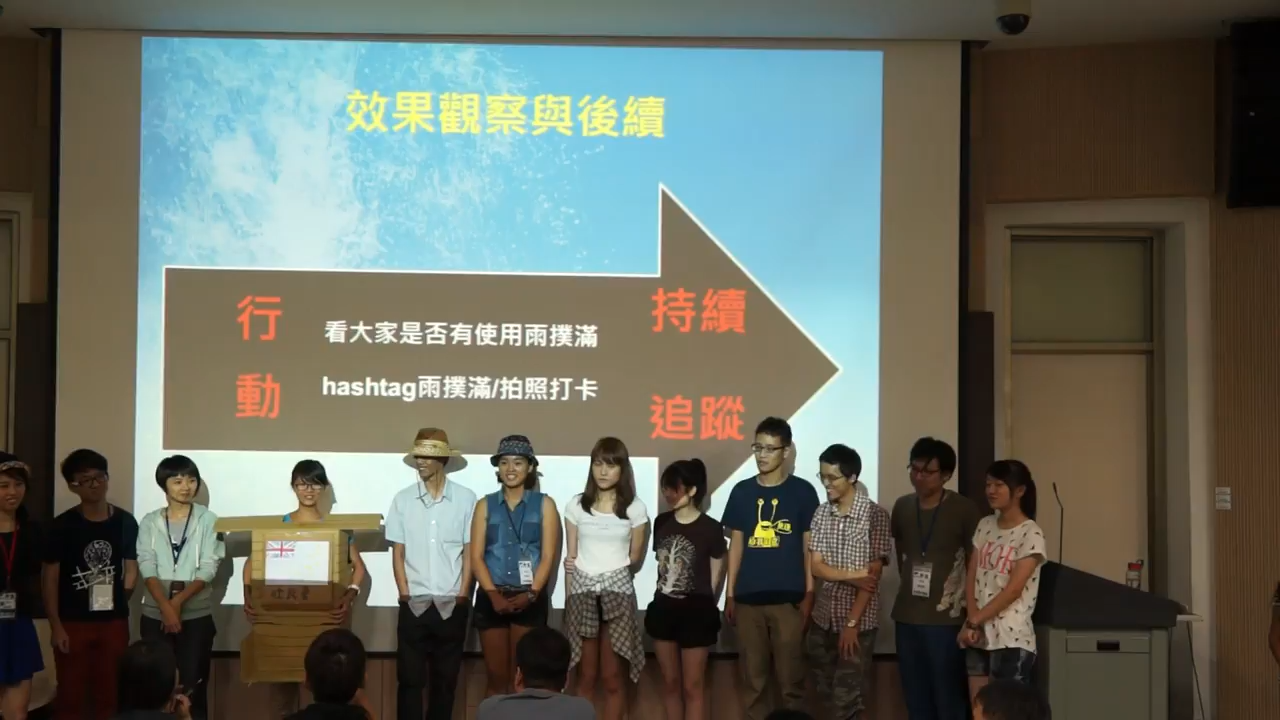 效果觀察與後續
行動
看大家是否有使用雨撲滿
hashtag雨撲滿/拍照打卡
持續
追蹤